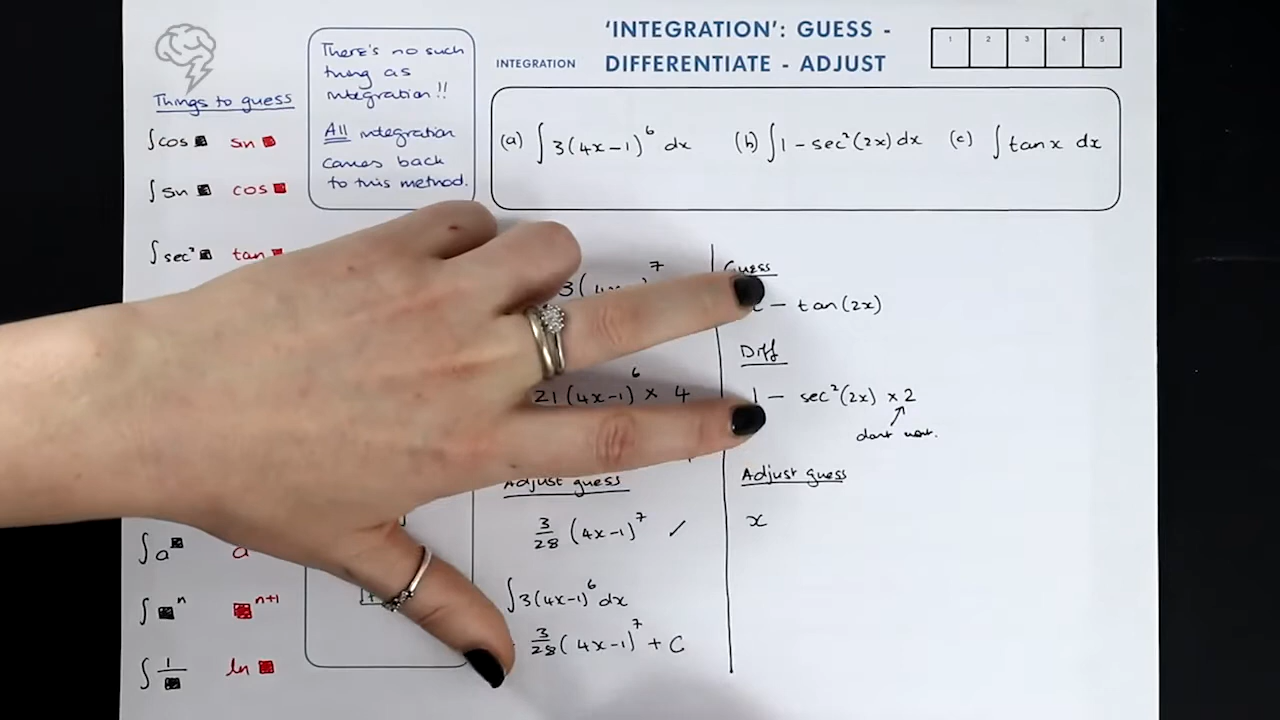 'INTEGRATION': GUESS -
INTEGRATION DIFFERENTIATE - ADJUST
1 2 3 4 5
Things to guess
∫cos■ sin■
∫sin■ cos■
∫sec²■ tan■
∫a■ a
∫■ⁿ ■ⁿ⁺¹
∫1/■ ln■
There's no such
thing as
integration!!
All integration
comes back
to this method.
(a) ∫3(4x-1)⁶ dx (b) ∫1-sec²(2x) dx (c) ∫tanx dx
21(4x-1)⁶ × 4
Adjust guess
3/28 (4x-1)⁷ ✓
∫3(4x-1)⁶ dx
3/28 (4x-1)⁷ + C
Guess
- tan(2x)
Diff
1 - sec²(2x) × 2
don't want.
Adjust guess
x